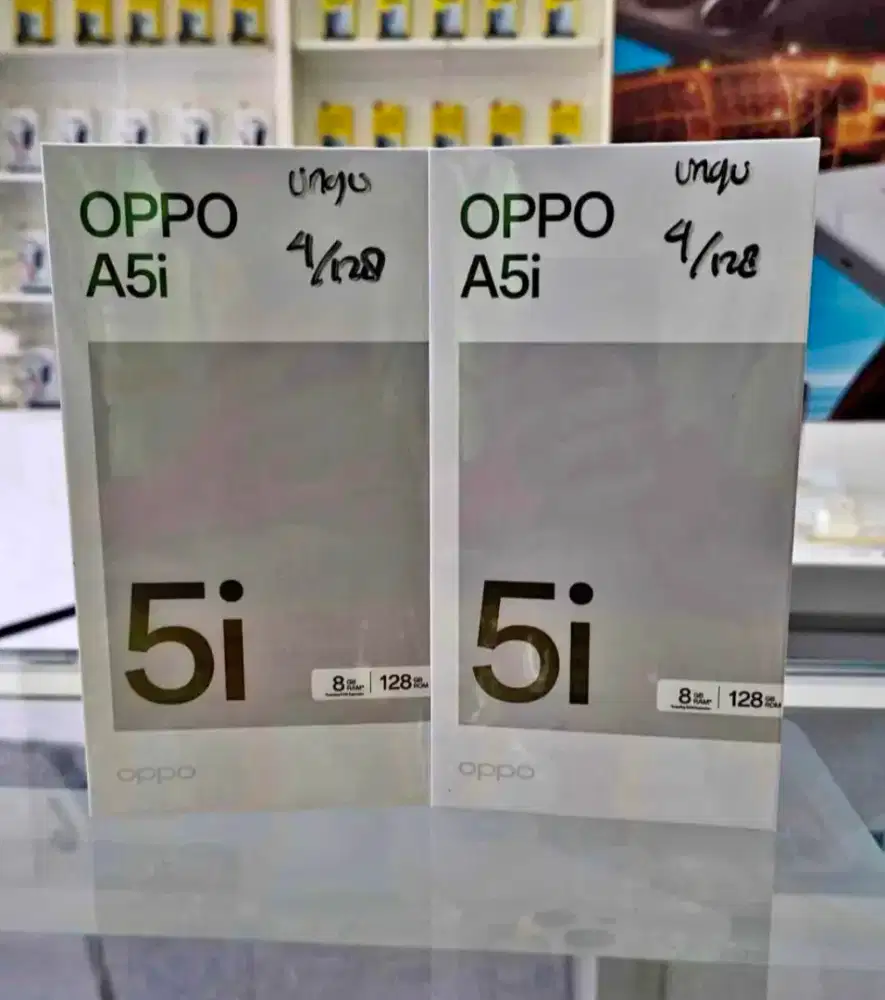 OPPO
A5i
ungu
4/128
5i
8 GB RAM* 128 GB ROM
oppo
OPPO
A5i
ungu
4/128
5i
8 GB RAM* 128 GB ROM
oppo